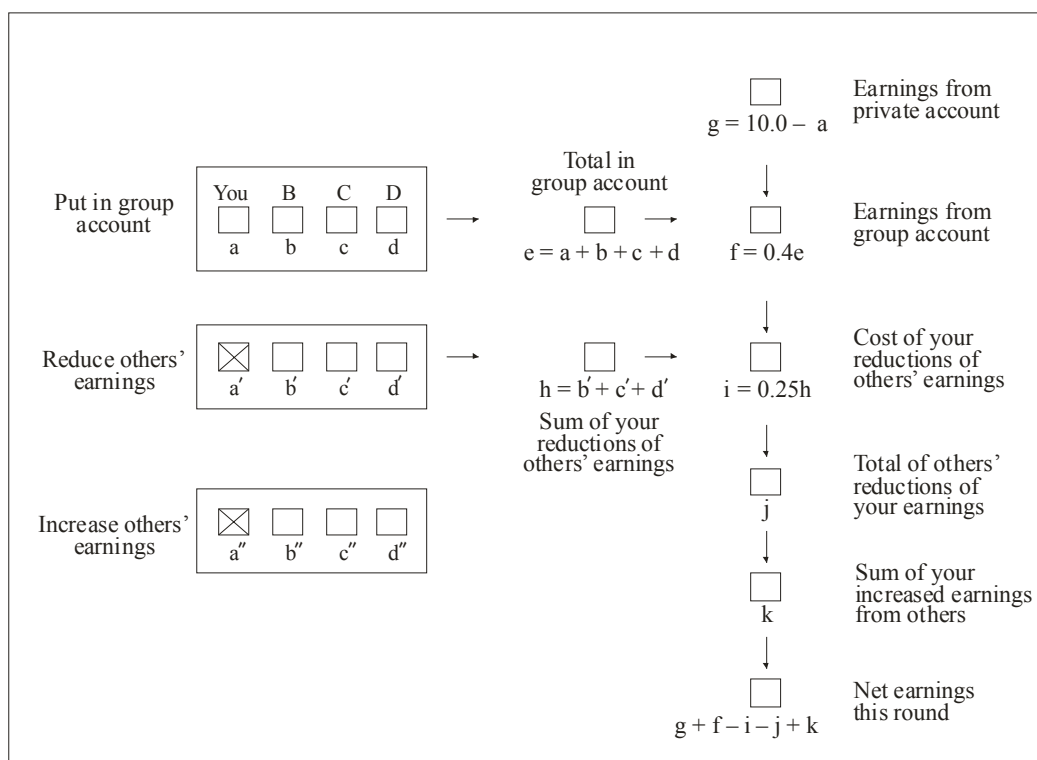 Earnings from
private account
g = 10.0 – a
Total in
group account
Put in group
account
You B C D
a b c d
e = a + b + c + d
f = 0.4e
Earnings from
group account
Reduce others’
earnings
a′ b′ c′ d′
h = b′ + c′ + d′
Sum of your
reductions of
others’ earnings
i = 0.25h
Cost of your
reductions of
others’ earnings
j
Total of others’
reductions of
your earnings
Increase others’
earnings
a″ b″ c″ d″
k
Sum of your
increased earnings
from others
g + f – i – j + k
Net earnings
this round